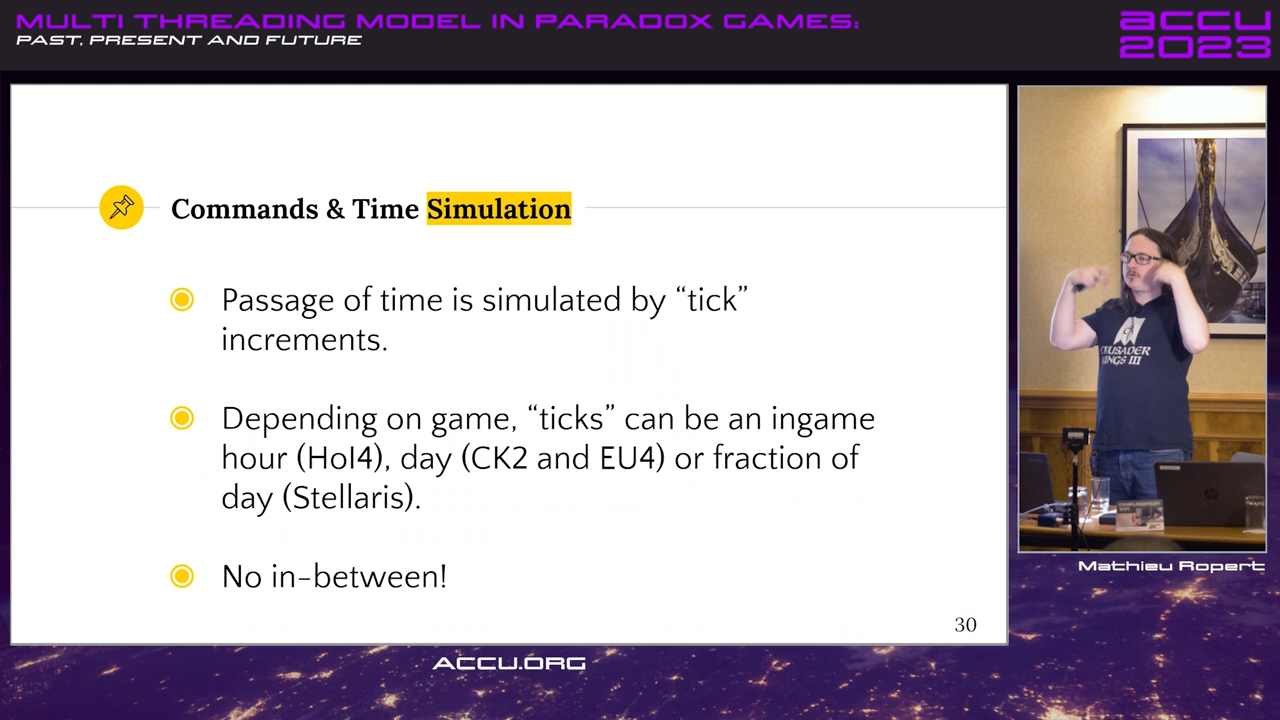 MULTI THREADING MODEL IN PARADOX GAMES:
PAST, PRESENT AND FUTURE
ACCU
2023
Commands & Time Simulation
Passage of time is simulated by “tick”
increments.
Depending on game, “ticks” can be an ingame
hour (HoI4), day (CK2 and EU4) or fraction of
day (Stellaris).
No in-between!
30
CRUSADER
KINGS III
COMPLIMENTARY
WIFI
Mathieu Ropert
ACCU.ORG